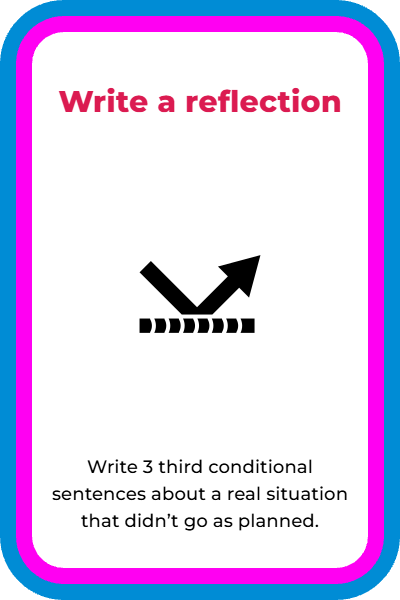 Write a reflection
Write 3 third conditional
sentences about a real situation
that didn’t go as planned.